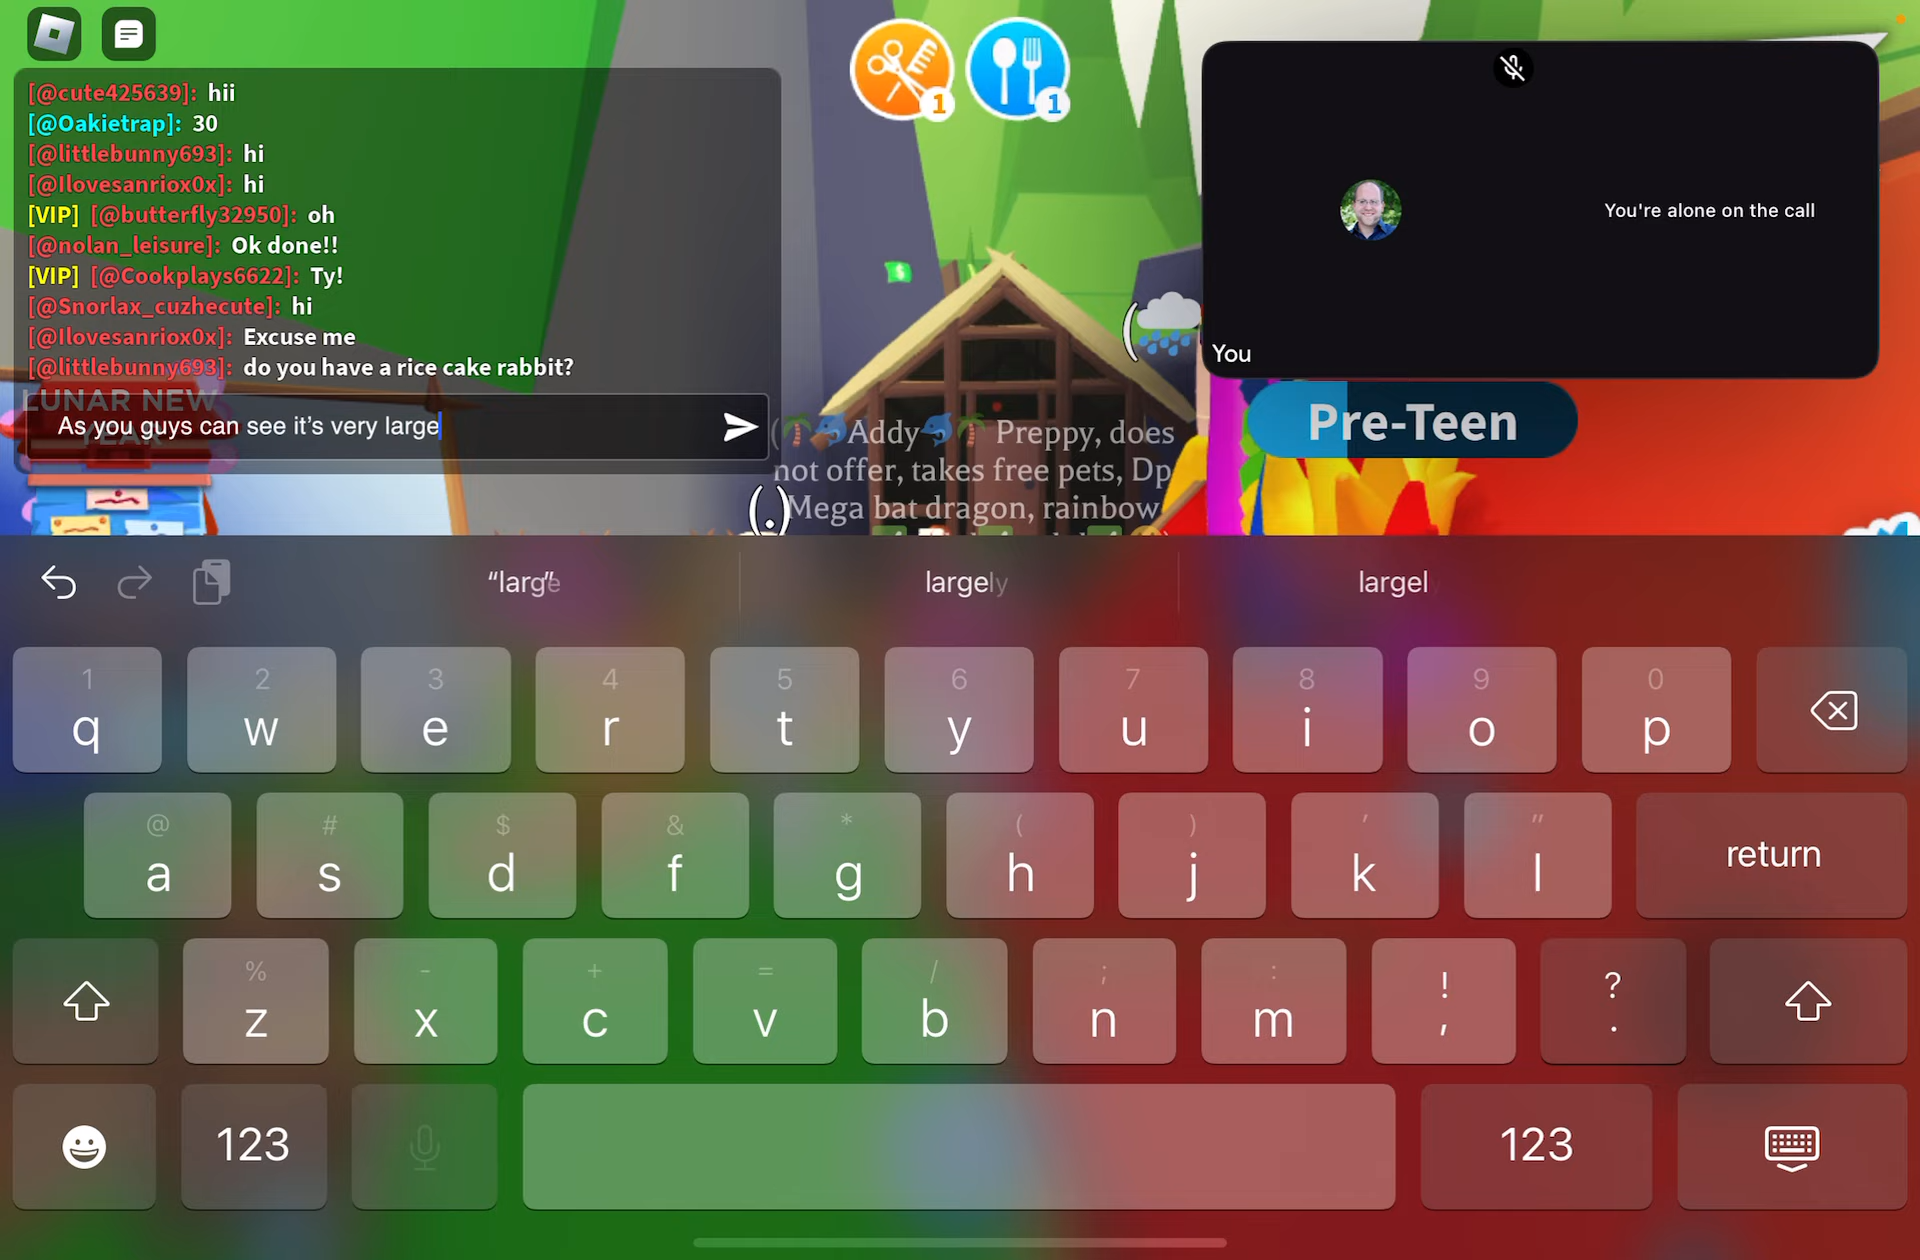 [@cute425639]: hii
[@Oakietrap]: 30
[@littlebunny693]: hi
[@Ilovesanriox0x]: hi
[VIP] [@butterfly32950]: oh
[@nolan_leisure]: Ok done!!
[VIP] [@Cookplays6622]: Ty!
[@Snorlax_cuzhecute]: hi
[@Ilovesanriox0x]: Excuse me
[@littlebunny693]: do you have a rice cake rabbit?
LUNAR NEW
YEAR
As you guys can see it’s very large
1
1
You're alone on the call
You
Pre-Teen
(🌴🐬Addy🐬🌴 Preppy, does
not offer, takes free pets, Dp
Mega bat dragon, rainbow
(.)
“large”
largely
largel
1 2 3 4 5 6 7 8 9 0
q w e r t y u i o p
@ # $ & * ( ) ’ ”
a s d f g h j k l return
% - + = / ; : ! ?
z x c v b n m , .
123 123